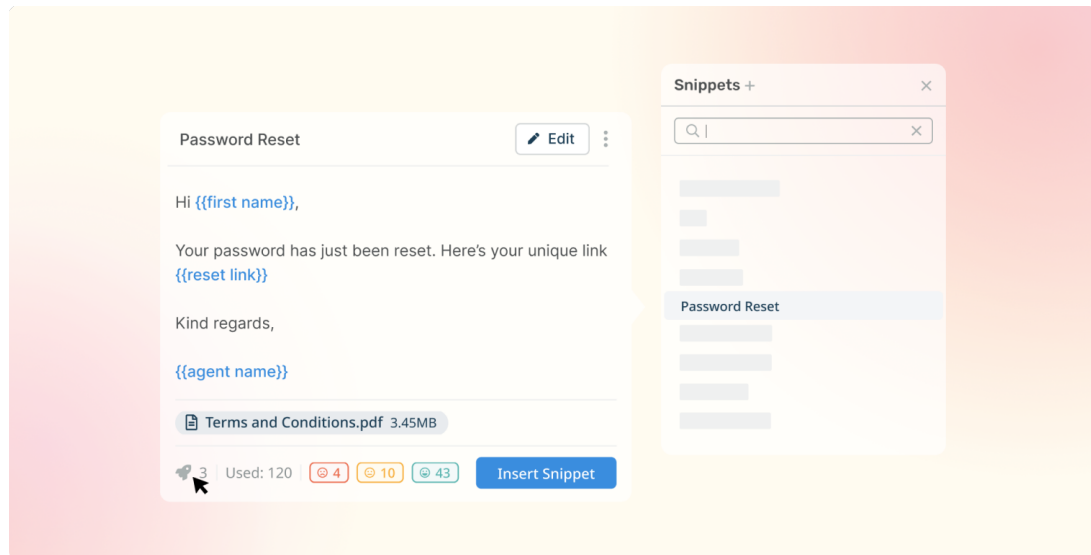 Snippets +
Password Reset
Edit
Hi {{first name}},
Your password has just been reset. Here’s your unique link
{{reset link}}
Password Reset
Kind regards,
{{agent name}}
Terms and Conditions.pdf 3.45MB
3 Used: 120 4 10 43 Insert Snippet